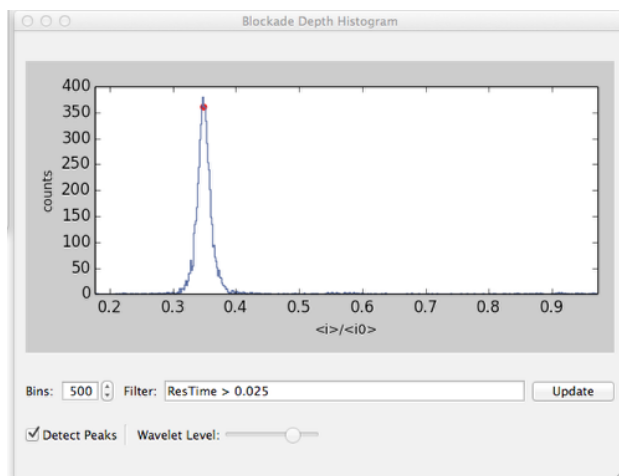 Blockade Depth Histogram
400
350
300
250
200
150
100
50
0
counts
0.2 0.3 0.4 0.5 0.6 0.7 0.8 0.9
<i>/<i0>
Bins: 500 Filter: ResTime > 0.025 Update
Detect Peaks Wavelet Level: